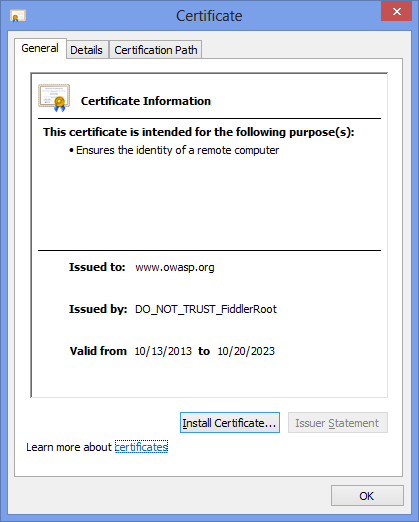 Certificate
General Details Certification Path
Certificate Information
This certificate is intended for the following purpose(s):
• Ensures the identity of a remote computer
Issued to: www.owasp.org
Issued by: DO_NOT_TRUST_FiddlerRoot
Valid from 10/13/2013 to 10/20/2023
Install Certificate... Issuer Statement
Learn more about certificates
OK